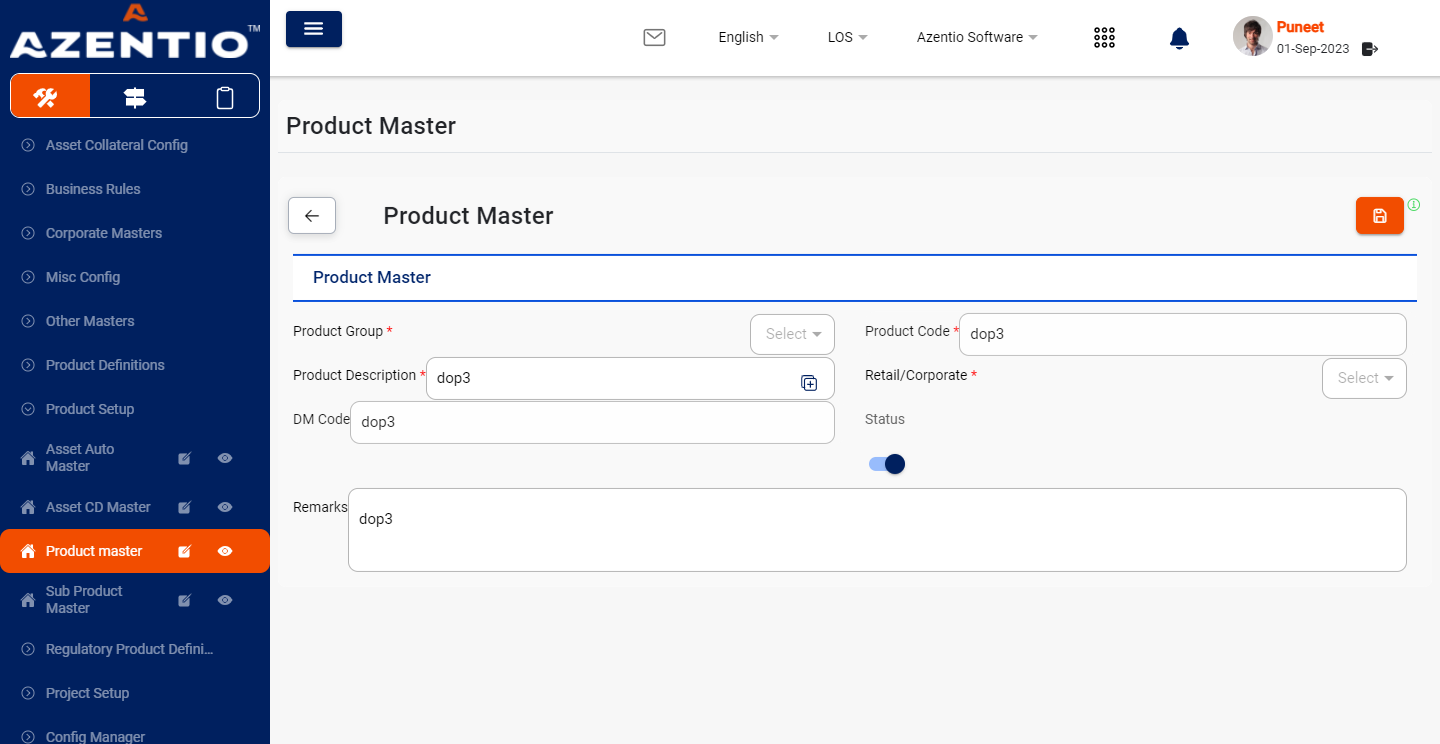 AZENTIO™
English
LOS
Azentio Software
Puneet
01-Sep-2023
Asset Collateral Config
Business Rules
Corporate Masters
Misc Config
Other Masters
Product Definitions
Product Setup
Asset Auto
Master
Asset CD Master
Product master
Sub Product
Master
Regulatory Product Defini...
Project Setup
Config Manager
Product Master
Product Master
Product Master
Product Group *
Select
Product Code *
dop3
Product Description *
dop3
Retail/Corporate *
Select
DM Code
dop3
Status
Remarks
dop3